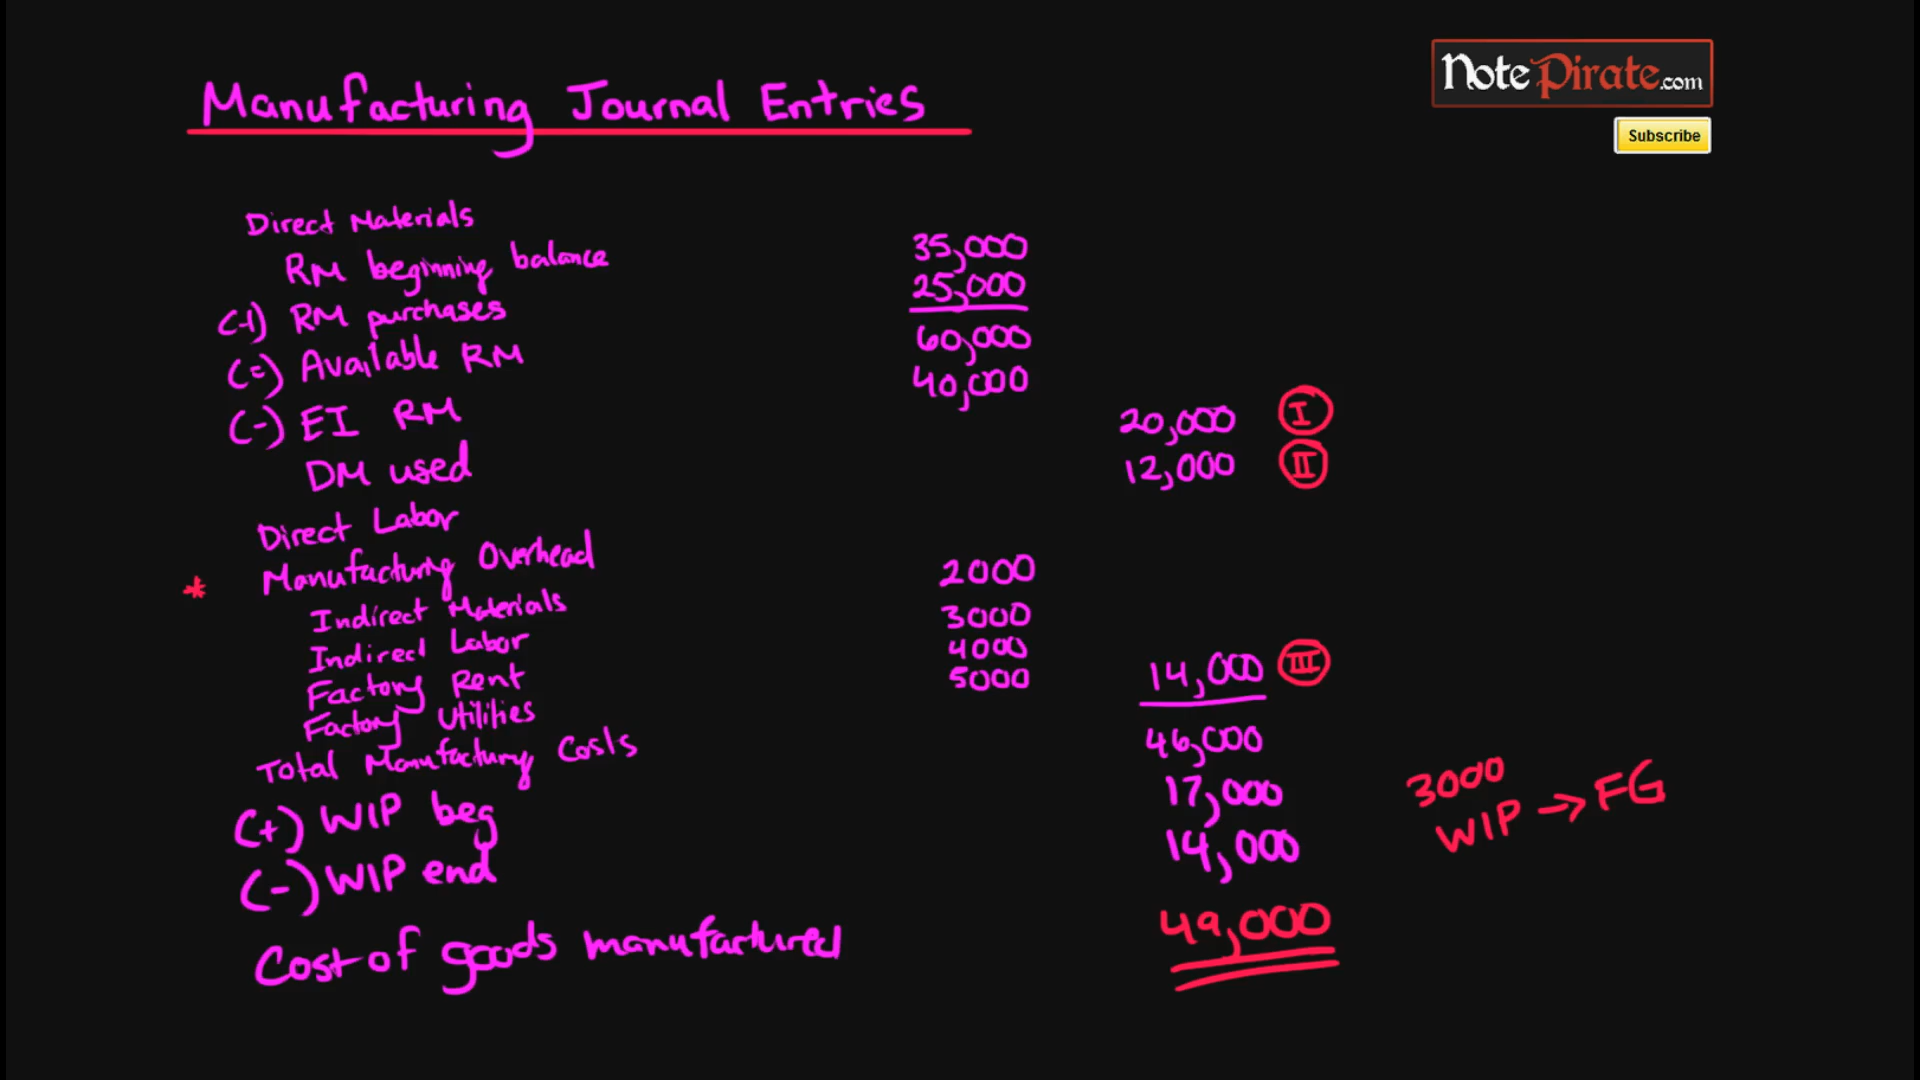 Manufacturing Journal Entries
NotePirate.com
Subscribe
Direct Materials
RM beginning balance 35,000
(-1) RM purchases 25,000
(=) Available RM 60,000
(-) EI RM 40,000
DM used 20,000 I
Direct Labor 12,000 II
* Manufacturing Overhead
Indirect Materials 2000
Indirect Labor 3000
Factory Rent 4000
Factory Utilities 5000 14,000 III
Total Manufactury Costs 46,000
(+) WIP beg 17,000
(-) WIP end 14,000
Cost of goods manufactured 49,000
3000
WIP → FG